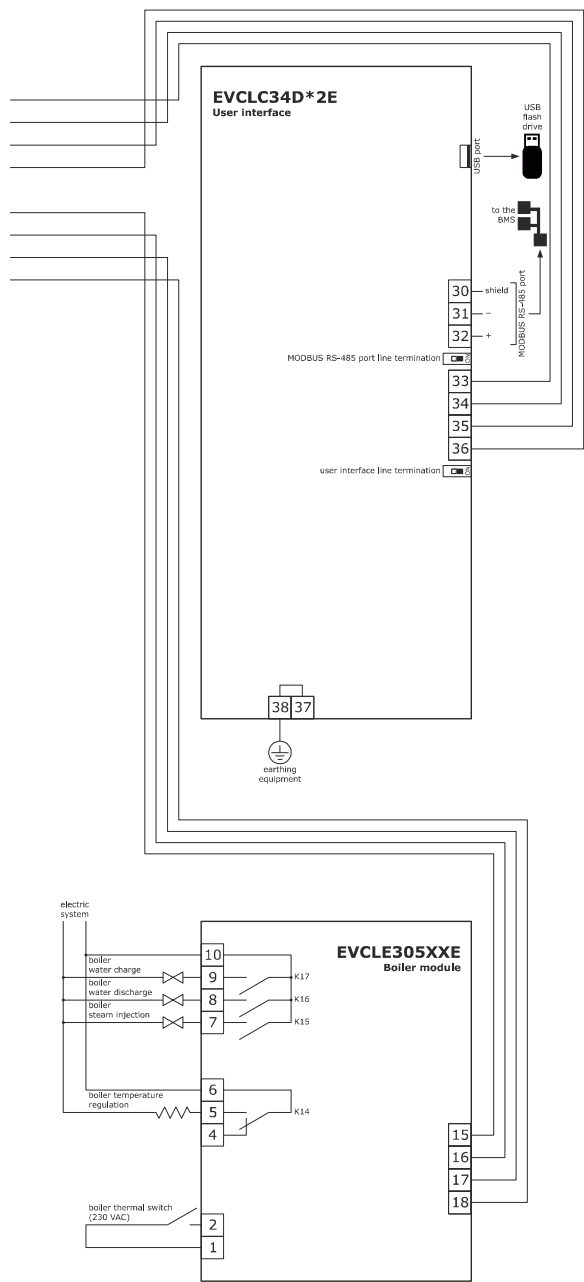 EVCLC34D*2E
User interface
USB
flash
drive
USB port
to the
BMS
30
shield
31
–
32
+
MODBUS RS-485 port
MODBUS RS-485 port line termination
ON
33
34
35
36
user interface line termination
ON
38 37
earthing
equipment
electric
system
EVCLE305XXE
Boiler module
10
boiler
water charge
9
K17
boiler
water discharge
8
K16
boiler
steam injection
7
K15
6
boiler temperature
regulation
5
K14
4
15
16
17
18
boiler thermal switch
(230 VAC)
2
1